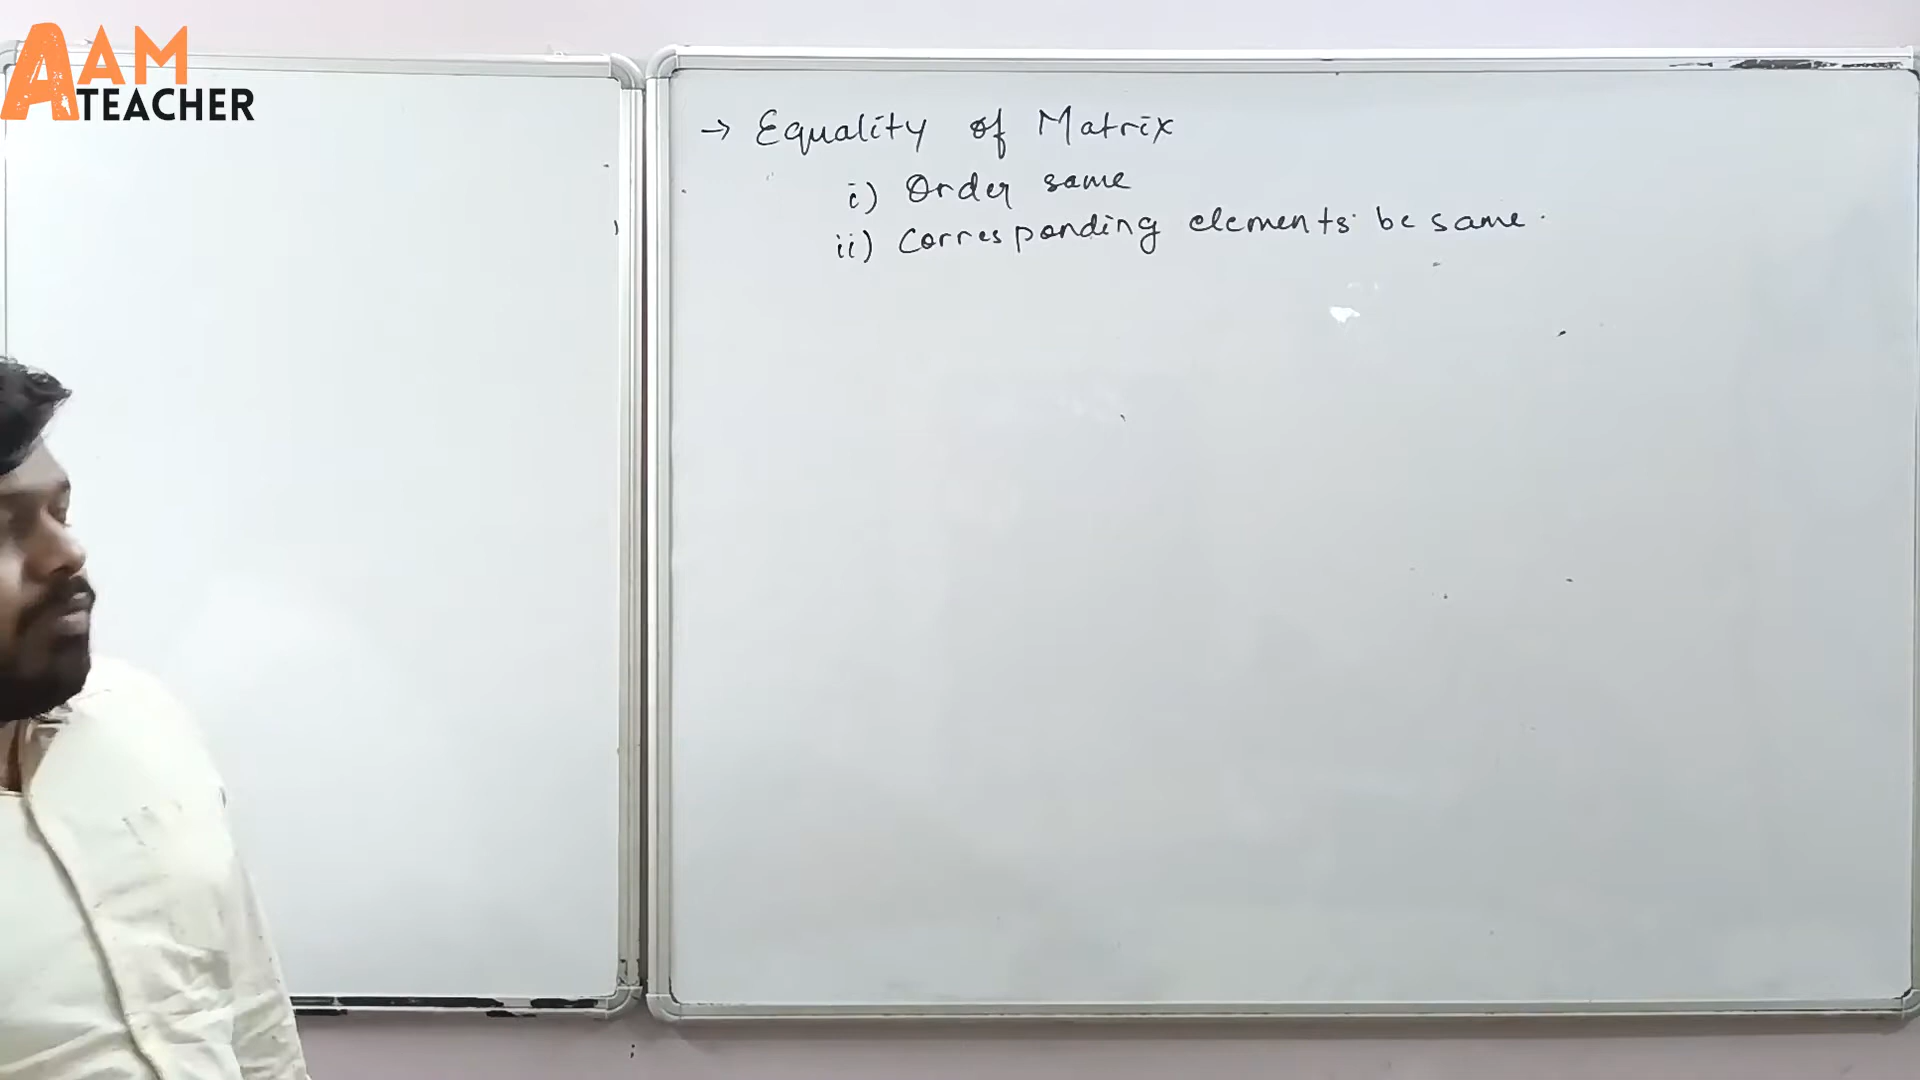 AAM
TEACHER
→ Equality of Matrix
i) Order same
ii) Corresponding elements be same.